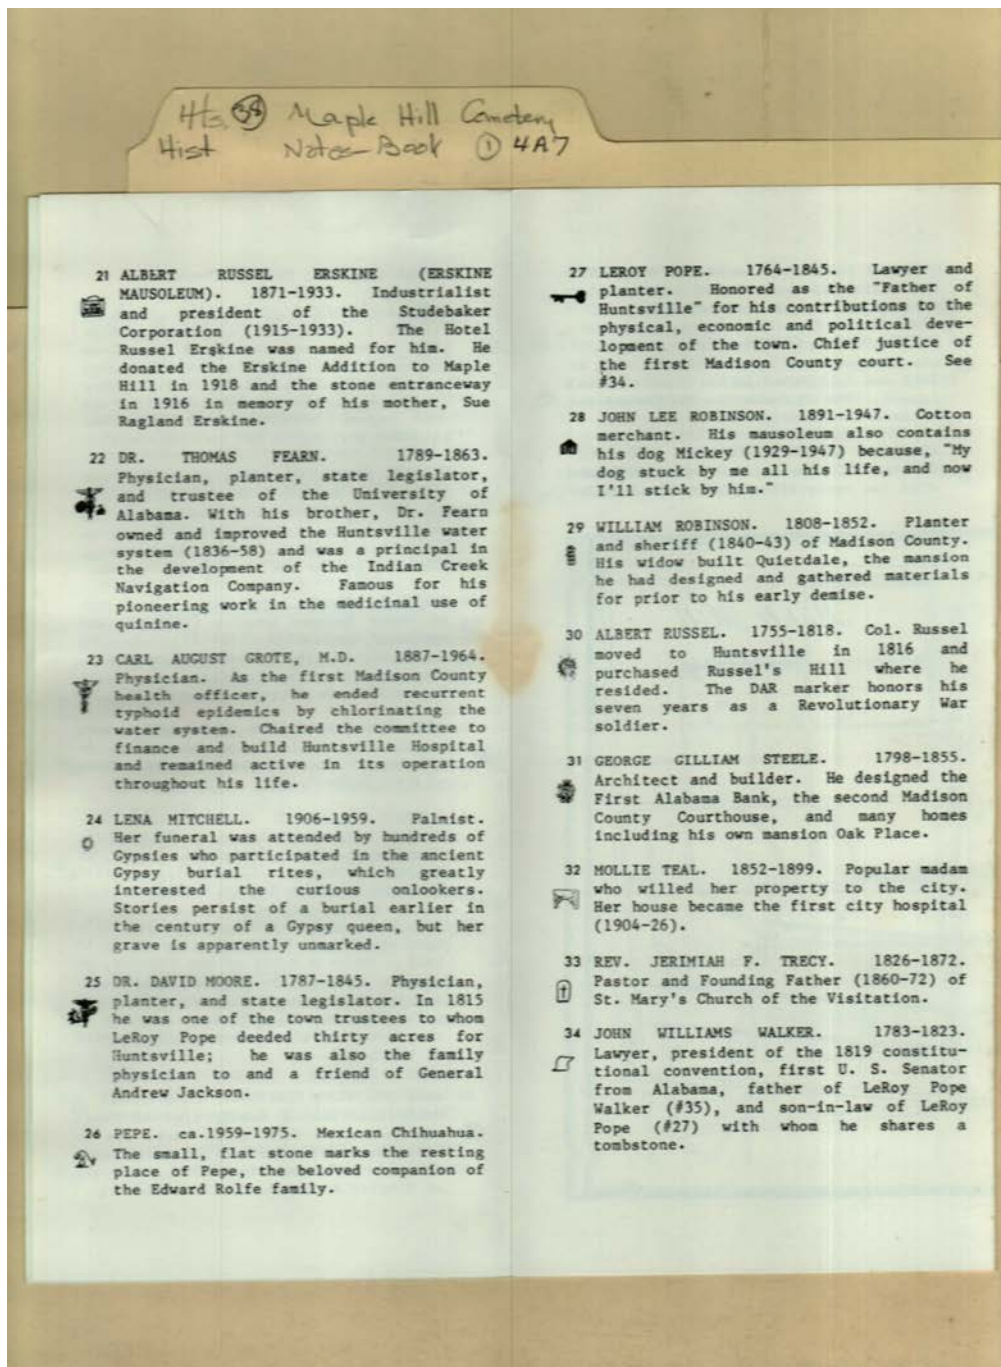 Hts. 38 Maple Hill Cemetery
Hist Notes-Book 1 4A7
21 ALBERT RUSSEL ERSKINE (ERSKINE
MAUSOLEUM). 1871-1933. Industrialist
and president of the Studebaker
Corporation (1915-1933). The Hotel
Russel Erskine was named for him. He
donated the Erskine Addition to Maple
Hill in 1918 and the stone entranceway
in 1916 in memory of his mother, Sue
Ragland Erskine.
22 DR. THOMAS FEARN. 1789-1863.
Physician, planter, state legislator,
and trustee of the University of
Alabama. With his brother, Dr. Fearn
owned and improved the Huntsville water
system (1836-58) and was a principal in
the development of the Indian Creek
Navigation Company. Famous for his
pioneering work in the medicinal use of
quinine.
23 CARL AUGUST GROTE, M.D. 1887-1964.
Physician. As the first Madison County
health officer, he ended recurrent
typhoid epidemics by chlorinating the
water system. Chaired the committee to
finance and build Huntsville Hospital
and remained active in its operation
throughout his life.
24 LENA MITCHELL. 1906-1959. Palmist.
Her funeral was attended by hundreds of
Gypsies who participated in the ancient
Gypsy burial rites, which greatly
interested the curious onlookers.
Stories persist of a burial earlier in
the century of a Gypsy queen, but her
grave is apparently unmarked.
25 DR. DAVID MOORE. 1787-1845. Physician,
planter, and state legislator. In 1815
he was one of the town trustees to whom
LeRoy Pope deeded thirty acres for
Huntsville; he was also the family
physician to and a friend of General
Andrew Jackson.
26 PEPE. ca.1959-1975. Mexican Chihuahua.
The small, flat stone marks the resting
place of Pepe, the beloved companion of
the Edward Rolfe family.
27 LEROY POPE. 1764-1845. Lawyer and
planter. Honored as the "Father of
Huntsville" for his contributions to the
physical, economic and political deve-
lopment of the town. Chief justice of
the first Madison County court. See
#34.
28 JOHN LEE ROBINSON. 1891-1947. Cotton
merchant. His mausoleum also contains
his dog Mickey (1929-1947) because, "My
dog stuck by me all his life, and now
I'll stick by him."
29 WILLIAM ROBINSON. 1808-1852. Planter
and sheriff (1840-43) of Madison County.
His widow built Quietdale, the mansion
he had designed and gathered materials
for prior to his early demise.
30 ALBERT RUSSEL. 1755-1818. Col. Russel
moved to Huntsville in 1816 and
purchased Russel's Hill where he
resided. The DAR marker honors his
seven years as a Revolutionary War
soldier.
31 GEORGE GILLIAM STEELE. 1798-1855.
Architect and builder. He designed the
First Alabama Bank, the second Madison
County Courthouse, and many homes
including his own mansion Oak Place.
32 MOLLIE TEAL. 1852-1899. Popular madam
who willed her property to the city.
Her house became the first city hospital
(1904-26).
33 REV. JERIMIAH F. TRECY. 1826-1872.
Pastor and Founding Father (1860-72) of
St. Mary's Church of the Visitation.
34 JOHN WILLIAMS WALKER. 1783-1823.
Lawyer, president of the 1819 constitu-
tional convention, first U. S. Senator
from Alabama, father of LeRoy Pope
Walker (#35), and son-in-law of LeRoy
Pope (#27) with whom he shares a
tombstone.